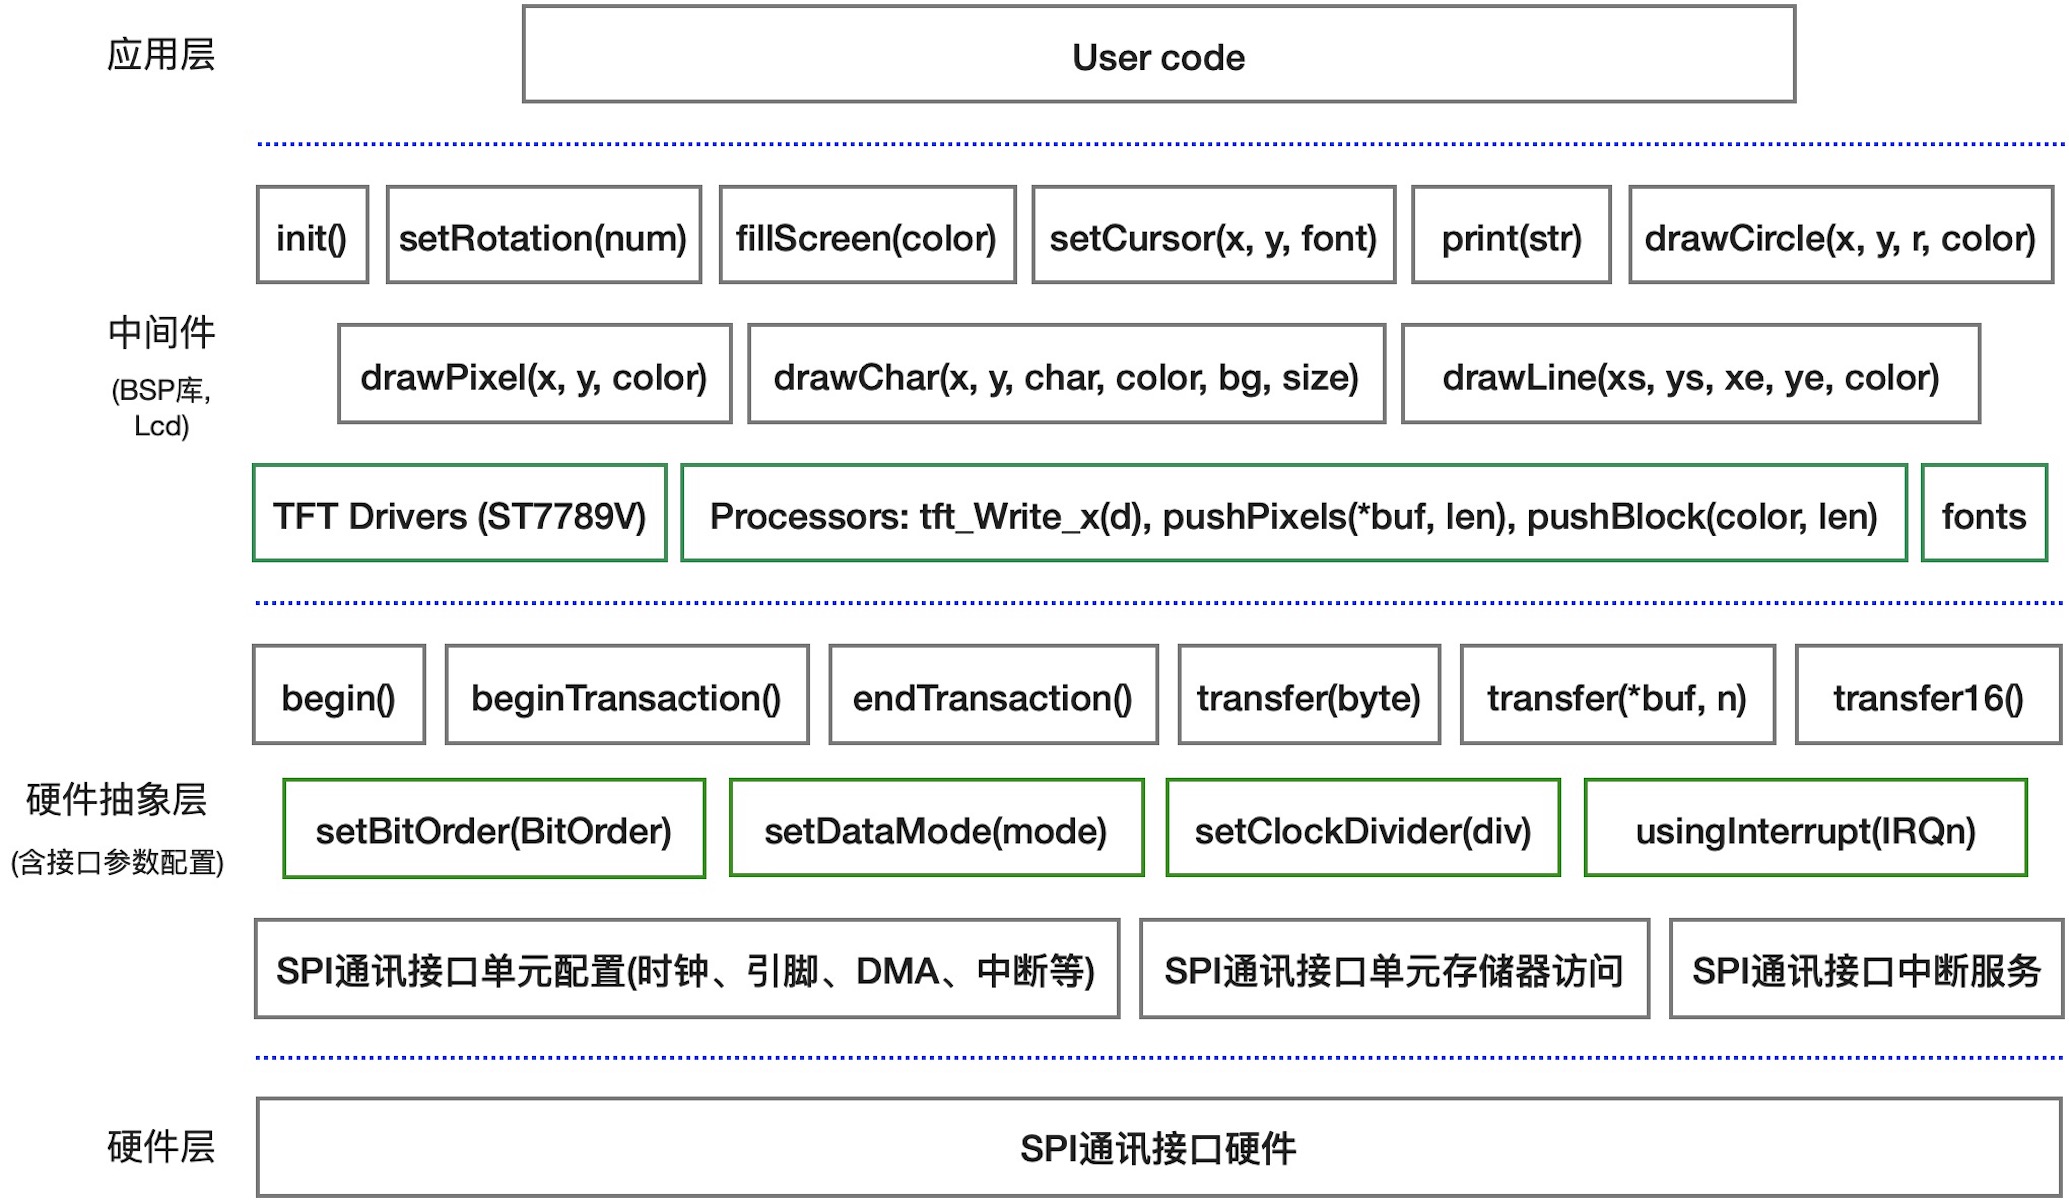 应用层
User code
init()
setRotation(num)
fillScreen(color)
setCursor(x, y, font)
print(str)
drawCircle(x, y, r, color)
中间件
(BSP库,
Lcd)
drawPixel(x, y, color)
drawChar(x, y, char, color, bg, size)
drawLine(xs, ys, xe, ye, color)
TFT Drivers (ST7789V)
Processors: tft_Write_x(d), pushPixels(*buf, len), pushBlock(color, len)
fonts
begin()
beginTransaction()
endTransaction()
transfer(byte)
transfer(*buf, n)
transfer16()
硬件抽象层
(含接口参数配置)
setBitOrder(BitOrder)
setDataMode(mode)
setClockDivider(div)
usingInterrupt(IRQn)
SPI通讯接口单元配置(时钟、引脚、DMA、中断等)
SPI通讯接口单元存储器访问
SPI通讯接口中断服务
硬件层
SPI通讯接口硬件